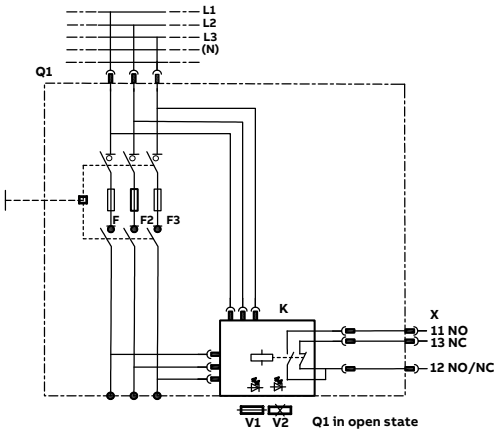 L1
L2
L3
(N)
Q1
F F2 F3
K
X
11 NO
13 NC
12 NO/NC
V1 V2
Q1 in open state